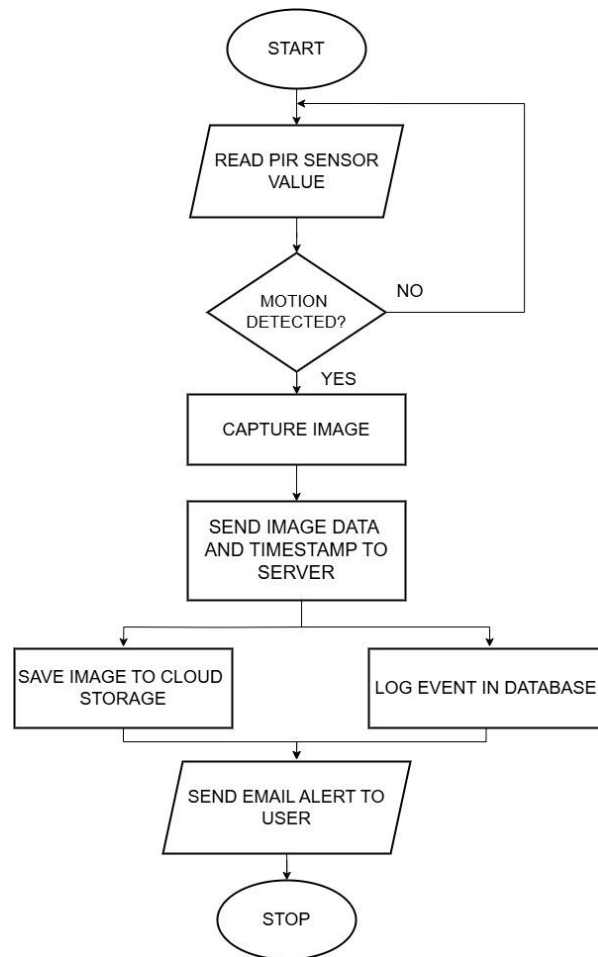 START
READ PIR SENSOR
VALUE
MOTION
DETECTED?
NO
YES
CAPTURE IMAGE
SEND IMAGE DATA
AND TIMESTAMP TO
SERVER
SAVE IMAGE TO CLOUD
STORAGE
LOG EVENT IN DATABASE
SEND EMAIL ALERT TO
USER
STOP